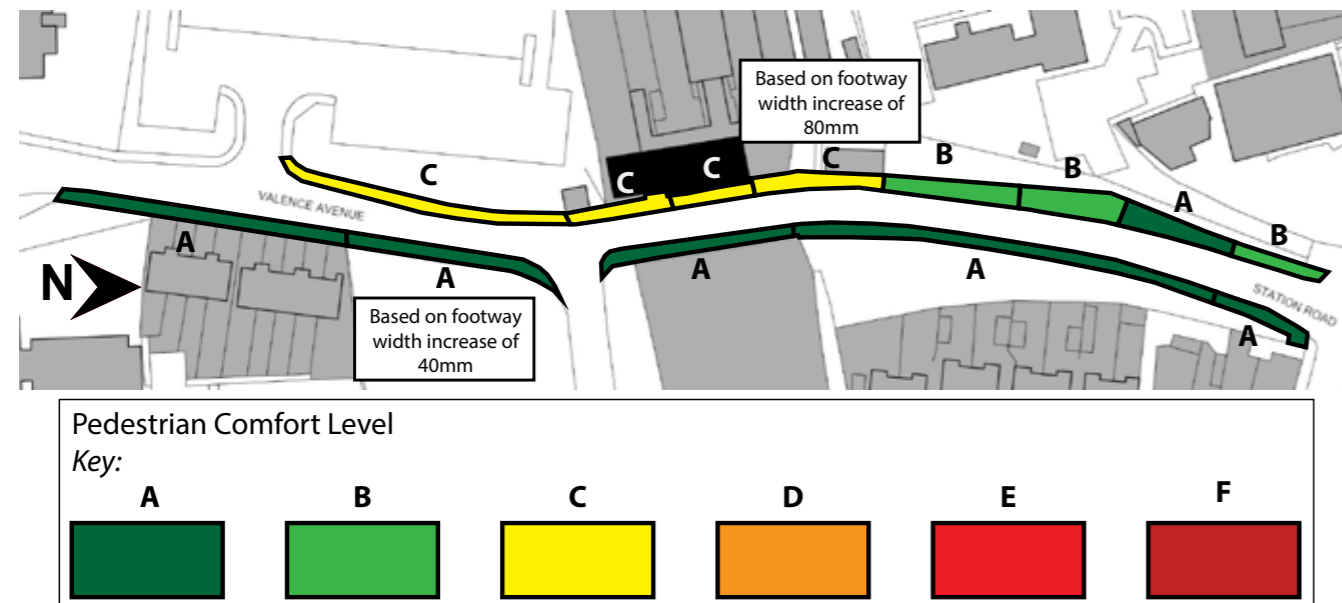 Based on footway
width increase of
80mm
C
C
C
C
B
B
A
B
VALENCE AVENUE
STATION ROAD
N
A
A
A
A
A
Based on footway
width increase of
40mm
Pedestrian Comfort Level
Key:
A B C D E F